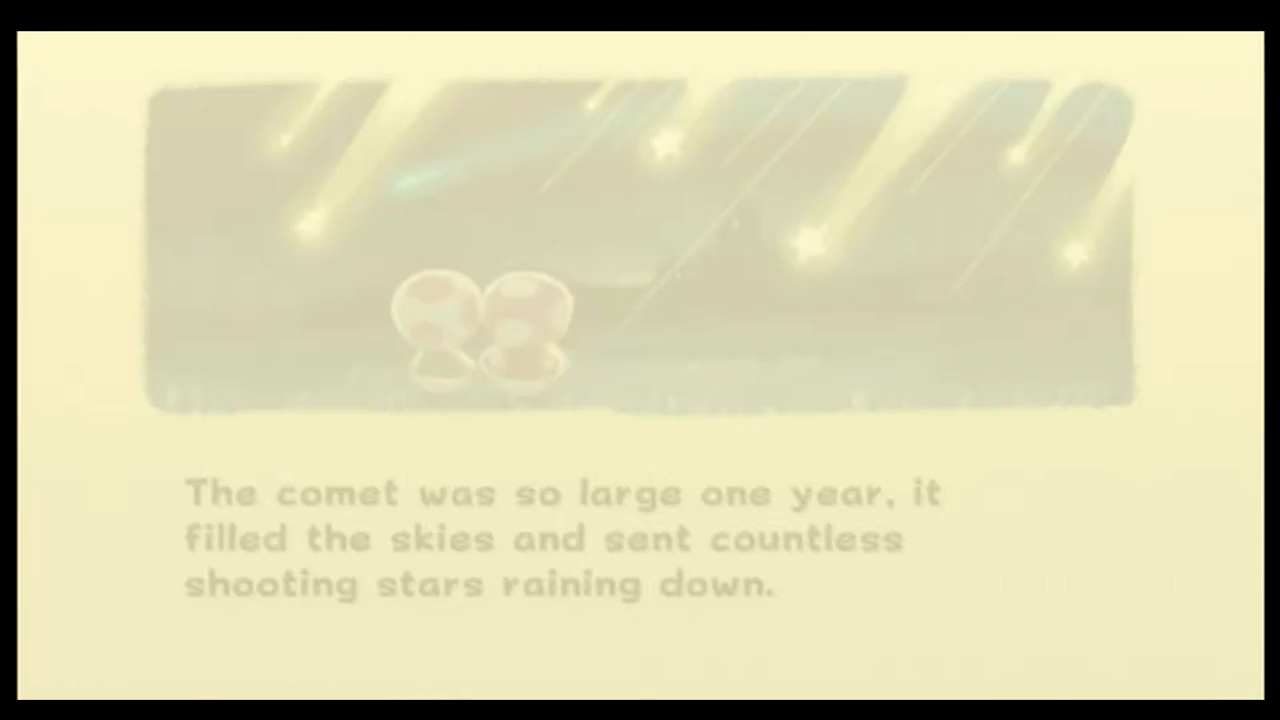 The comet was so large one year, it
filled the skies and sent countless
shooting stars raining down.